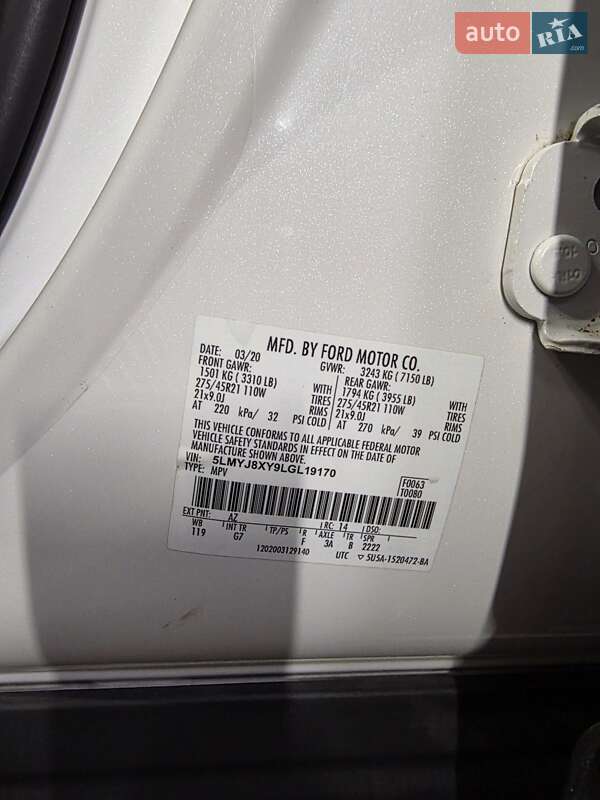 auto RIA.com
MFD. BY FORD MOTOR CO.
DATE: 03/20 GVWR: 3243 KG ( 7150 LB)
FRONT GAWR: REAR GAWR:
1501 KG ( 3310 LB) WITH 1794 KG ( 3955 LB) WITH
275/45R21 110W TIRES 275/45R21 110W TIRES
21x9.0J RIMS 21x9.0J RIMS
AT 220 kPa/ 32 PSI COLD AT 270 kPa/ 39 PSI COLD
THIS VEHICLE CONFORMS TO ALL APPLICABLE FEDERAL MOTOR
VEHICLE SAFETY STANDARDS IN EFFECT ON THE DATE OF
MANUFACTURE SHOWN ABOVE.
VIN: 5LMYJ8XY9LGL19170 F0063
TYPE: MPV T0080
EXT PNT: AZ RC: 14 DSO:
WB INT TR TP/PS R AXLE TR SPR
119 G7 F 3A B 2222
1202003129140 UTC ▽ 5U5A-1520472-BA